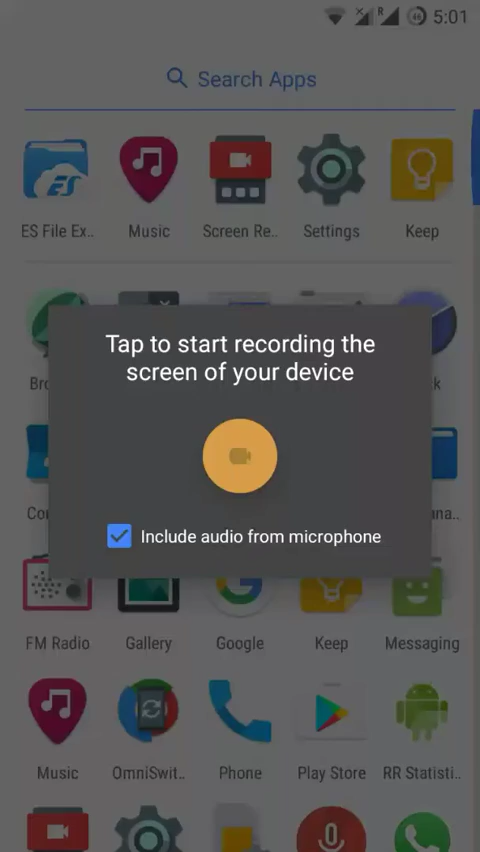 5:01
Search Apps
ES File Ex..
Music
Screen Re..
Settings
Keep
Tap to start recording the
screen of your device
Include audio from microphone
FM Radio
Gallery
Google
Keep
Messaging
Music
OmniSwit..
Phone
Play Store
RR Statisti..